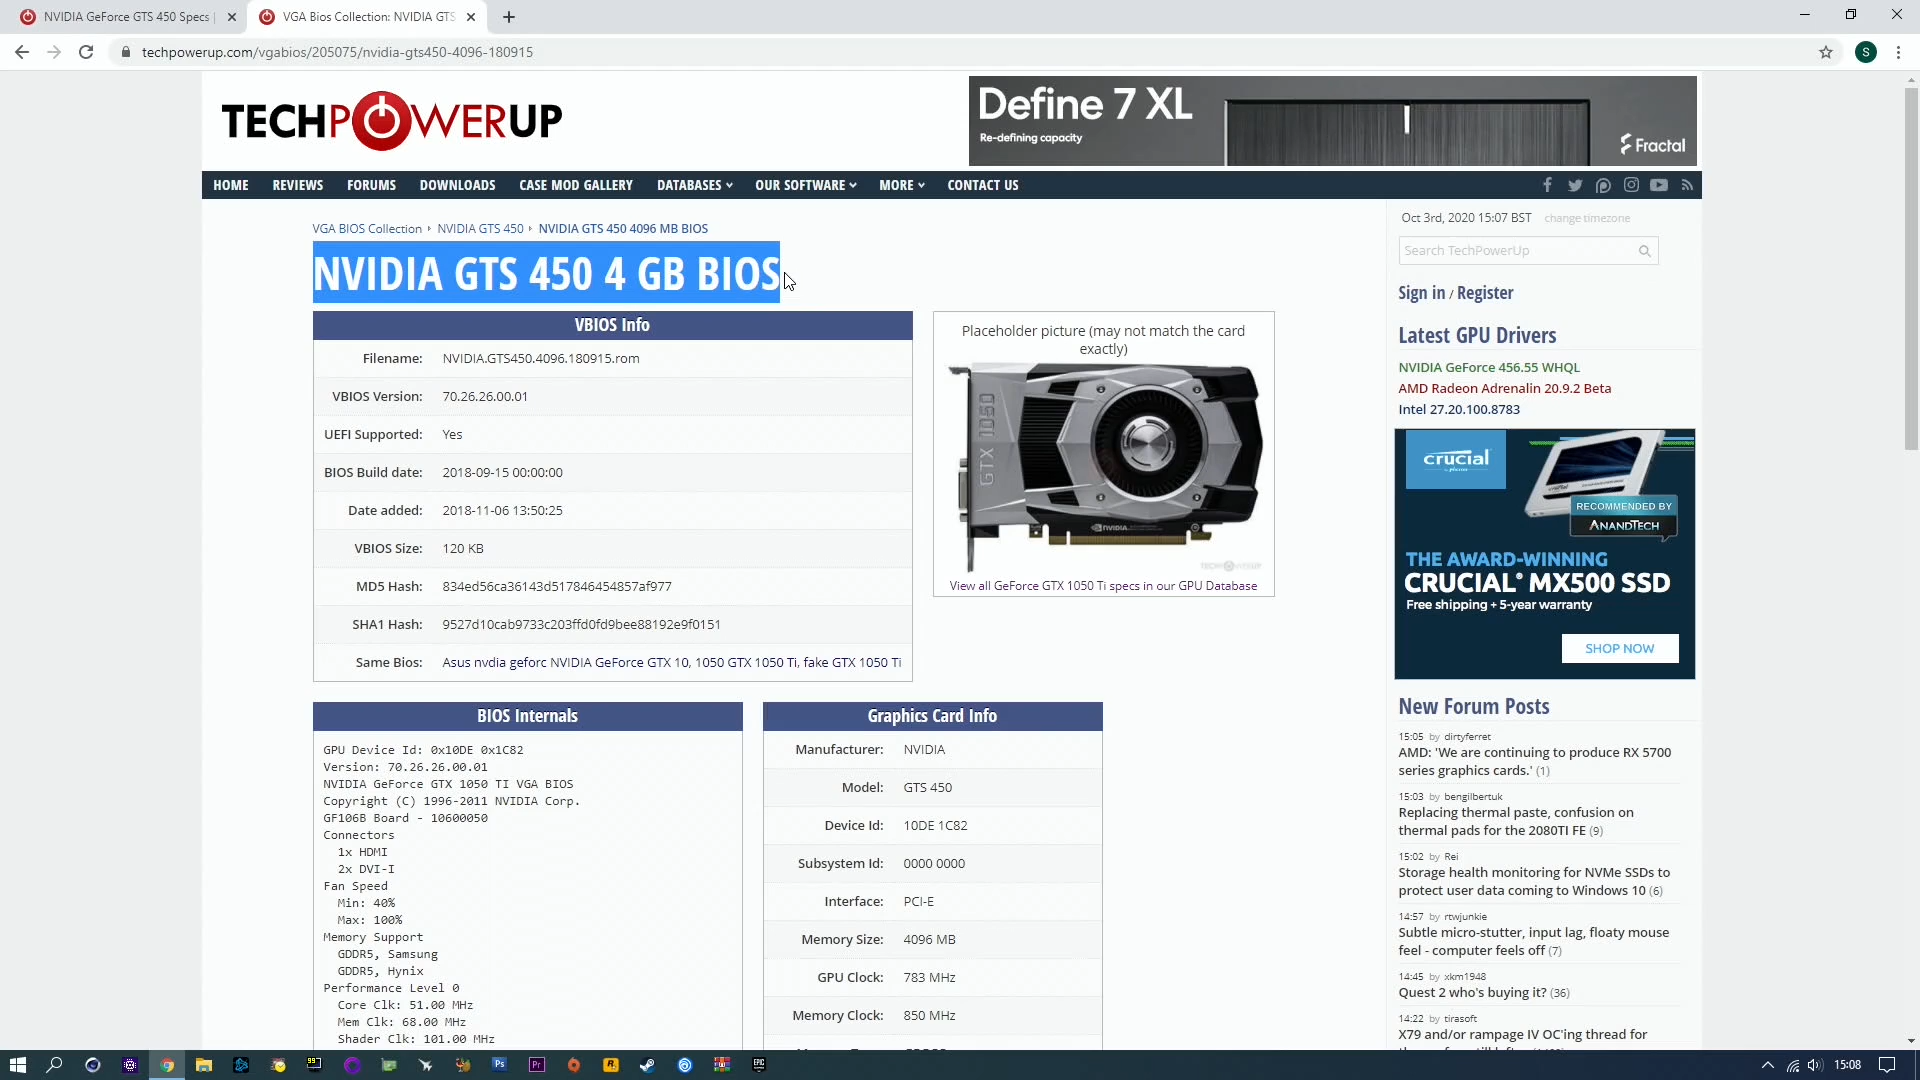 NVIDIA GeForce GTS 450 Specs |
VGA Bios Collection: NVIDIA GTS
techpowerup.com/vgabios/205075/nvidia-gts450-4096-180915
S
TECHPOWERUP
Define 7 XL
Re-defining capacity
Fractal
HOME
REVIEWS
FORUMS
DOWNLOADS
CASE MOD GALLERY
DATABASES
OUR SOFTWARE
MORE
CONTACT US
VGA BIOS Collection
NVIDIA GTS 450
NVIDIA GTS 450 4096 MB BIOS
NVIDIA GTS 450 4 GB BIOS
VBIOS Info
Filename: NVIDIA.GTS450.4096.180915.rom
VBIOS Version: 70.26.26.00.01
UEFI Supported: Yes
BIOS Build date: 2018-09-15 00:00:00
Date added: 2018-11-06 13:50:25
VBIOS Size: 120 KB
MD5 Hash: 834ed56ca36143d517846454857af977
SHA1 Hash: 9527d10cab9733c203ffd0fd9bee88192e9f0151
Same Bios: Asus nvdia geforc NVIDIA GeForce GTX 10, 1050 GTX 1050 Ti, fake GTX 1050 Ti
Placeholder picture (may not match the card
exactly)
GTX 1050
NVIDIA
TECHPOWERUP
View all GeForce GTX 1050 Ti specs in our GPU Database
BIOS Internals
GPU Device Id: 0x10DE 0x1C82
Version: 70.26.26.00.01
NVIDIA GeForce GTX 1050 TI VGA BIOS
Copyright (C) 1996-2011 NVIDIA Corp.
GF106B Board - 10600050
Connectors
1x HDMI
2x DVI-I
Fan Speed
Min: 40%
Max: 100%
Memory Support
GDDR5, Samsung
GDDR5, Hynix
Performance Level 0
Core Clk: 51.00 MHz
Mem Clk: 68.00 MHz
Shader Clk: 101.00 MHz
Graphics Card Info
Manufacturer: NVIDIA
Model: GTS 450
Device Id: 10DE 1C82
Subsystem Id: 0000 0000
Interface: PCI-E
Memory Size: 4096 MB
GPU Clock: 783 MHz
Memory Clock: 850 MHz
Oct 3rd, 2020 15:07 BST change timezone
Search TechPowerUp
Sign in / Register
Latest GPU Drivers
NVIDIA GeForce 456.55 WHQL
AMD Radeon Adrenalin 20.9.2 Beta
Intel 27.20.100.8783
crucial
by micron
RECOMMENDED BY
ANANDTECH
THE AWARD-WINNING
CRUCIAL® MX500 SSD
Free shipping + 5-year warranty
SHOP NOW
New Forum Posts
15:05 by dirtyferret
AMD: 'We are continuing to produce RX 5700
series graphics cards.' (1)
15:03 by bengilbertuk
Replacing thermal paste, confusion on
thermal pads for the 2080TI FE (9)
15:02 by Rei
Storage health monitoring for NVMe SSDs to
protect user data coming to Windows 10 (6)
14:57 by rtwjunkie
Subtle micro-stutter, input lag, floaty mouse
feel - computer feels off (7)
14:45 by xkm1948
Quest 2 who's buying it? (36)
14:22 by tirasoft
X79 and/or rampage IV OC'ing thread for
99
Ps
Pr
R
EPIC
15:08